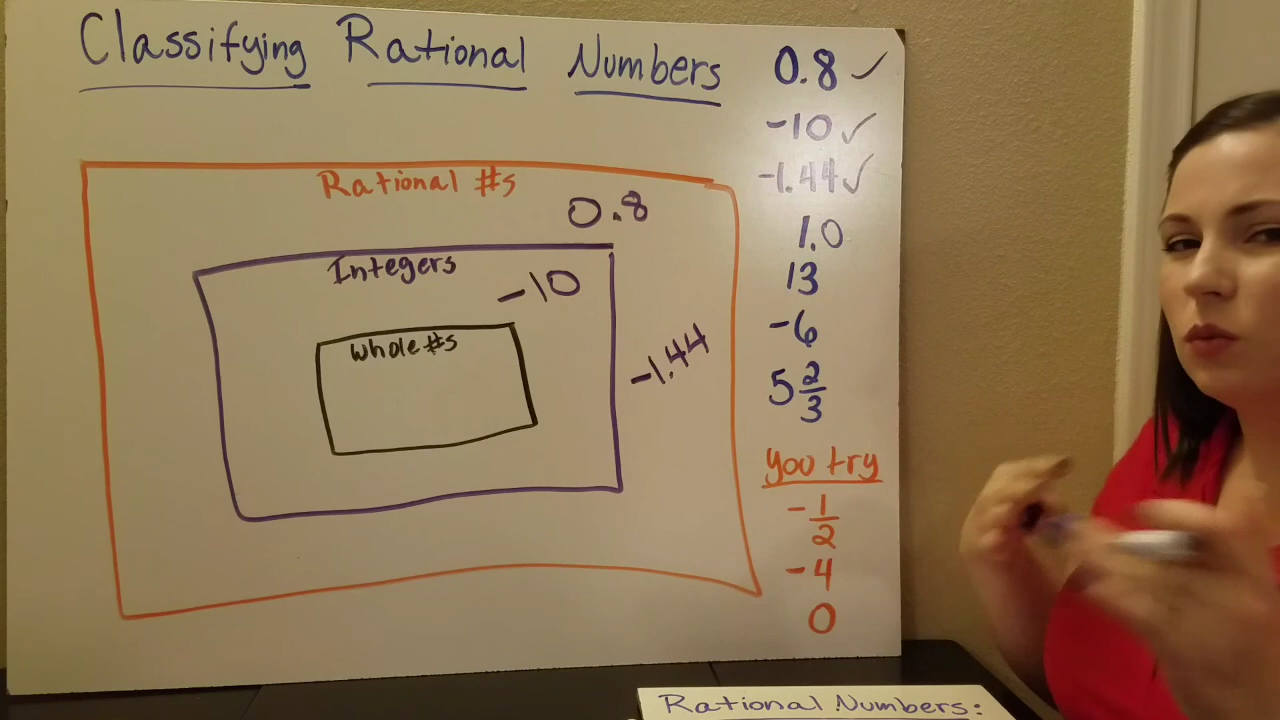 Classifying Rational Numbers
Rational #s
0.8
Integers
-10
Whole #s
-1.44
0.8 ✓
-10 ✓
-1.44 ✓
1.0
13
-6
5 2/3
you try
- 1/2
-4
0
Rational Numbers: